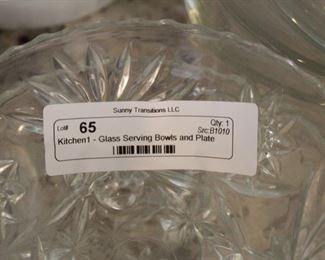 Sunny Transitions LLC
Lot# 65 Qty: 1
Src:B1010
Kitchen1 - Glass Serving Bowls and Plate